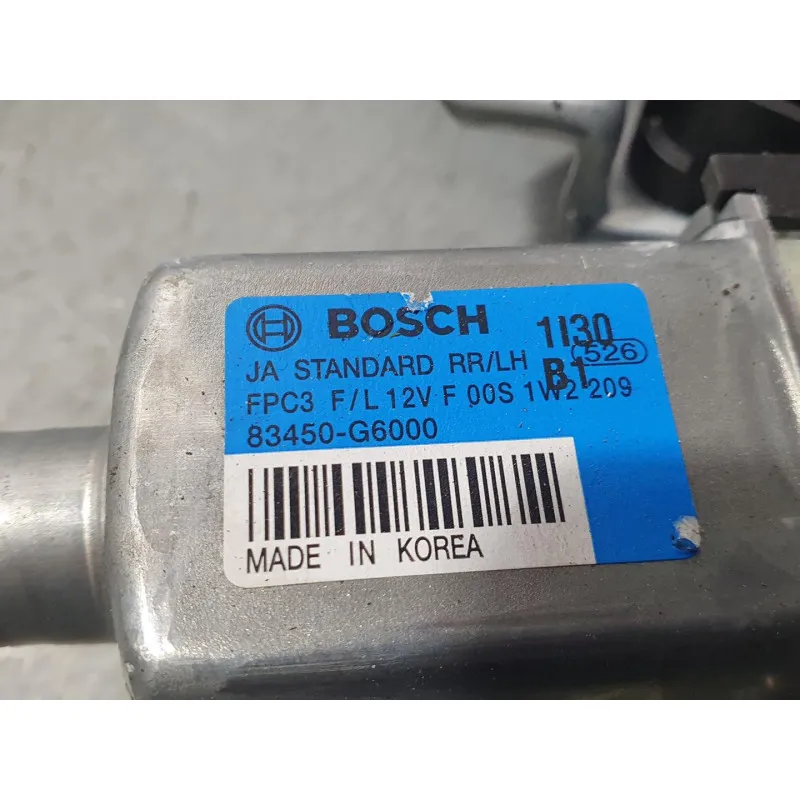 BOSCH 1I30
JA STANDARD RR/LH B1 526
FPC3 F/L 12V F 00S 1W2 209
83450-G6000
MADE IN KOREA